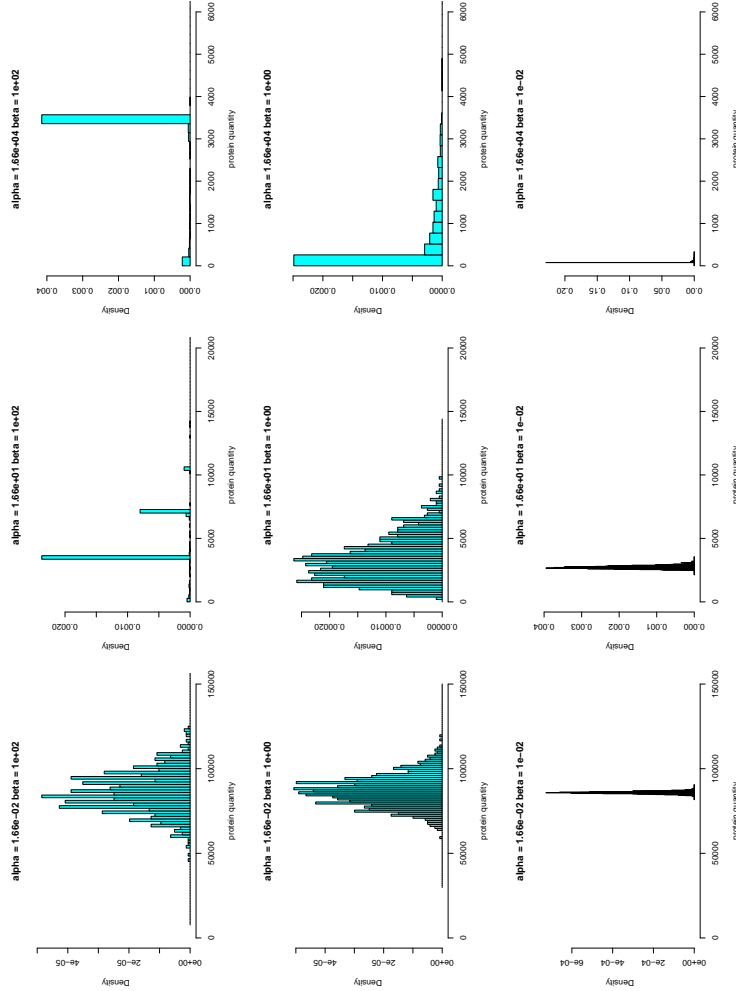 alpha = 1.66e−02 beta = 1e+02
Density
0e+00 2e−05 4e−05
0 50000 100000 150000
protein quantity
alpha = 1.66e+01 beta = 1e+02
Density
0.0000 0.0010 0.0020
0 5000 10000 15000 20000
protein quantity
alpha = 1.66e+04 beta = 1e+02
Density
0.000 0.001 0.003 0.004
0 1000 2000 3000 4000 5000 6000
protein quantity
alpha = 1.66e−02 beta = 1e+00
Density
0e+00 2e−05 4e−05
0 50000 100000 150000
protein quantity
alpha = 1.66e+01 beta = 1e+00
Density
0.00000 0.00010 0.00020
0 5000 10000 15000 20000
protein quantity
alpha = 1.66e+04 beta = 1e+00
Density
0.0000 0.0010 0.0020
0 1000 2000 3000 4000 5000 6000
protein quantity
alpha = 1.66e−02 beta = 1e−02
Density
0e+00 2e−04 4e−04 6e−04
0 50000 100000 150000
protein quantity
alpha = 1.66e+01 beta = 1e−02
Density
0.000 0.001 0.003 0.004
0 5000 10000 15000 20000
protein quantity
alpha = 1.66e+04 beta = 1e−02
Density
0.00 0.05 0.10 0.15 0.20
0 1000 2000 3000 4000 5000 6000
protein quantity